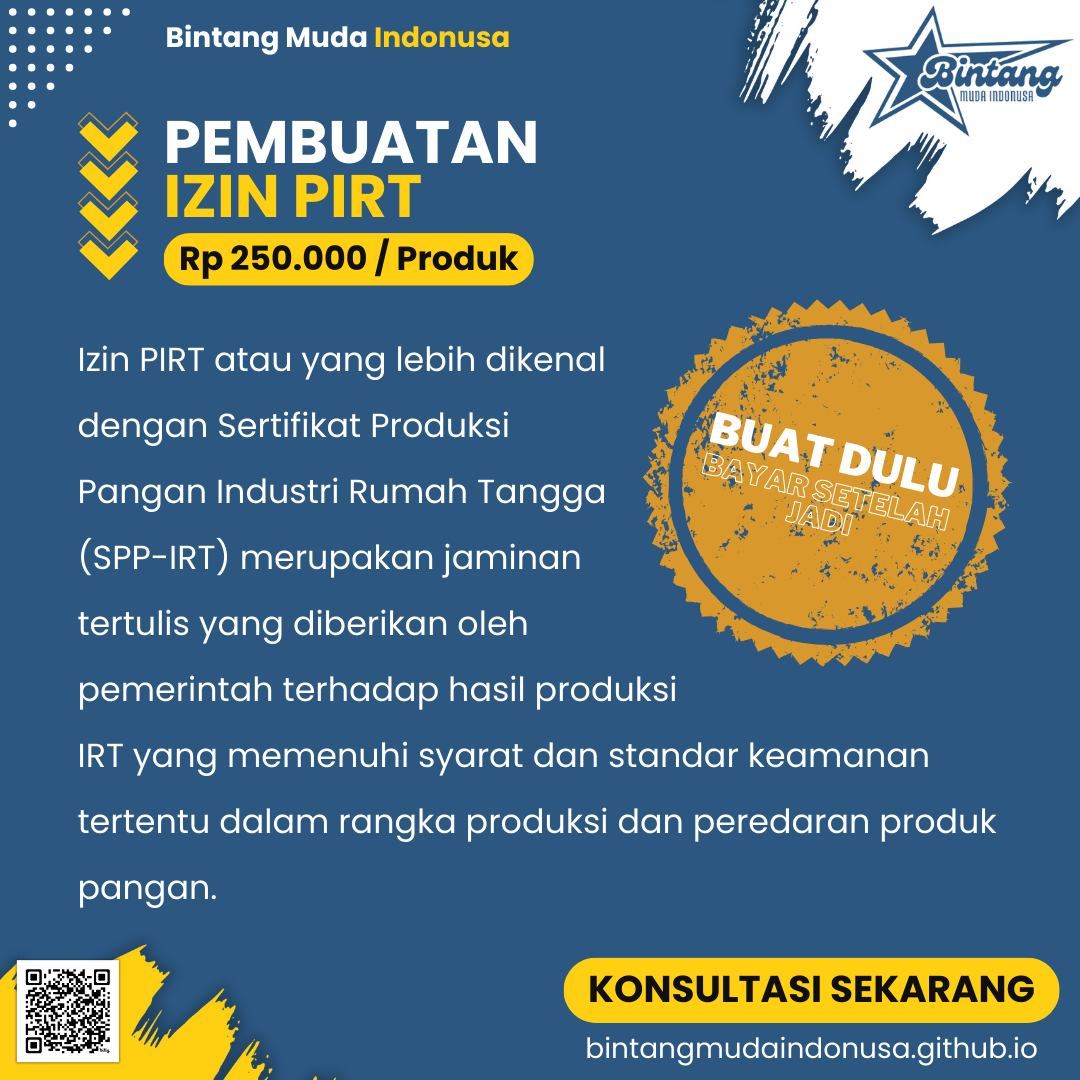 Bintang Muda Indonusa
Bintang
MUDA INDONUSA
PEMBUATAN
IZIN PIRT
Rp 250.000 / Produk
Izin PIRT atau yang lebih dikenal
dengan Sertifikat Produksi
Pangan Industri Rumah Tangga
(SPP-IRT) merupakan jaminan
tertulis yang diberikan oleh
pemerintah terhadap hasil produksi
IRT yang memenuhi syarat dan standar keamanan
tertentu dalam rangka produksi dan peredaran produk
pangan.
BUAT DULU
BAYAR SETELAH
JADI
KONSULTASI SEKARANG
bintangmudaindonusa.github.io